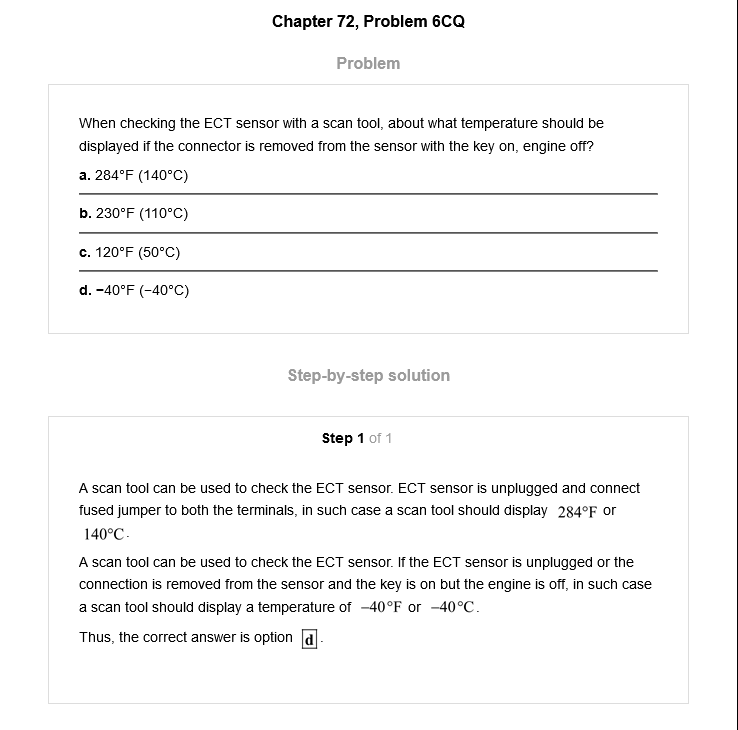 Chapter 72, Problem 6CQ
Problem
When checking the ECT sensor with a scan tool, about what temperature should be
displayed if the connector is removed from the sensor with the key on, engine off?
a. 284°F (140°C)
b. 230°F (110°C)
c. 120°F (50°C)
d. −40°F (−40°C)
Step-by-step solution
Step 1 of 1
A scan tool can be used to check the ECT sensor. ECT sensor is unplugged and connect
fused jumper to both the terminals, in such case a scan tool should display 284°F or
140°C.
A scan tool can be used to check the ECT sensor. If the ECT sensor is unplugged or the
connection is removed from the sensor and the key is on but the engine is off, in such case
a scan tool should display a temperature of −40°F or −40°C.
Thus, the correct answer is option d.